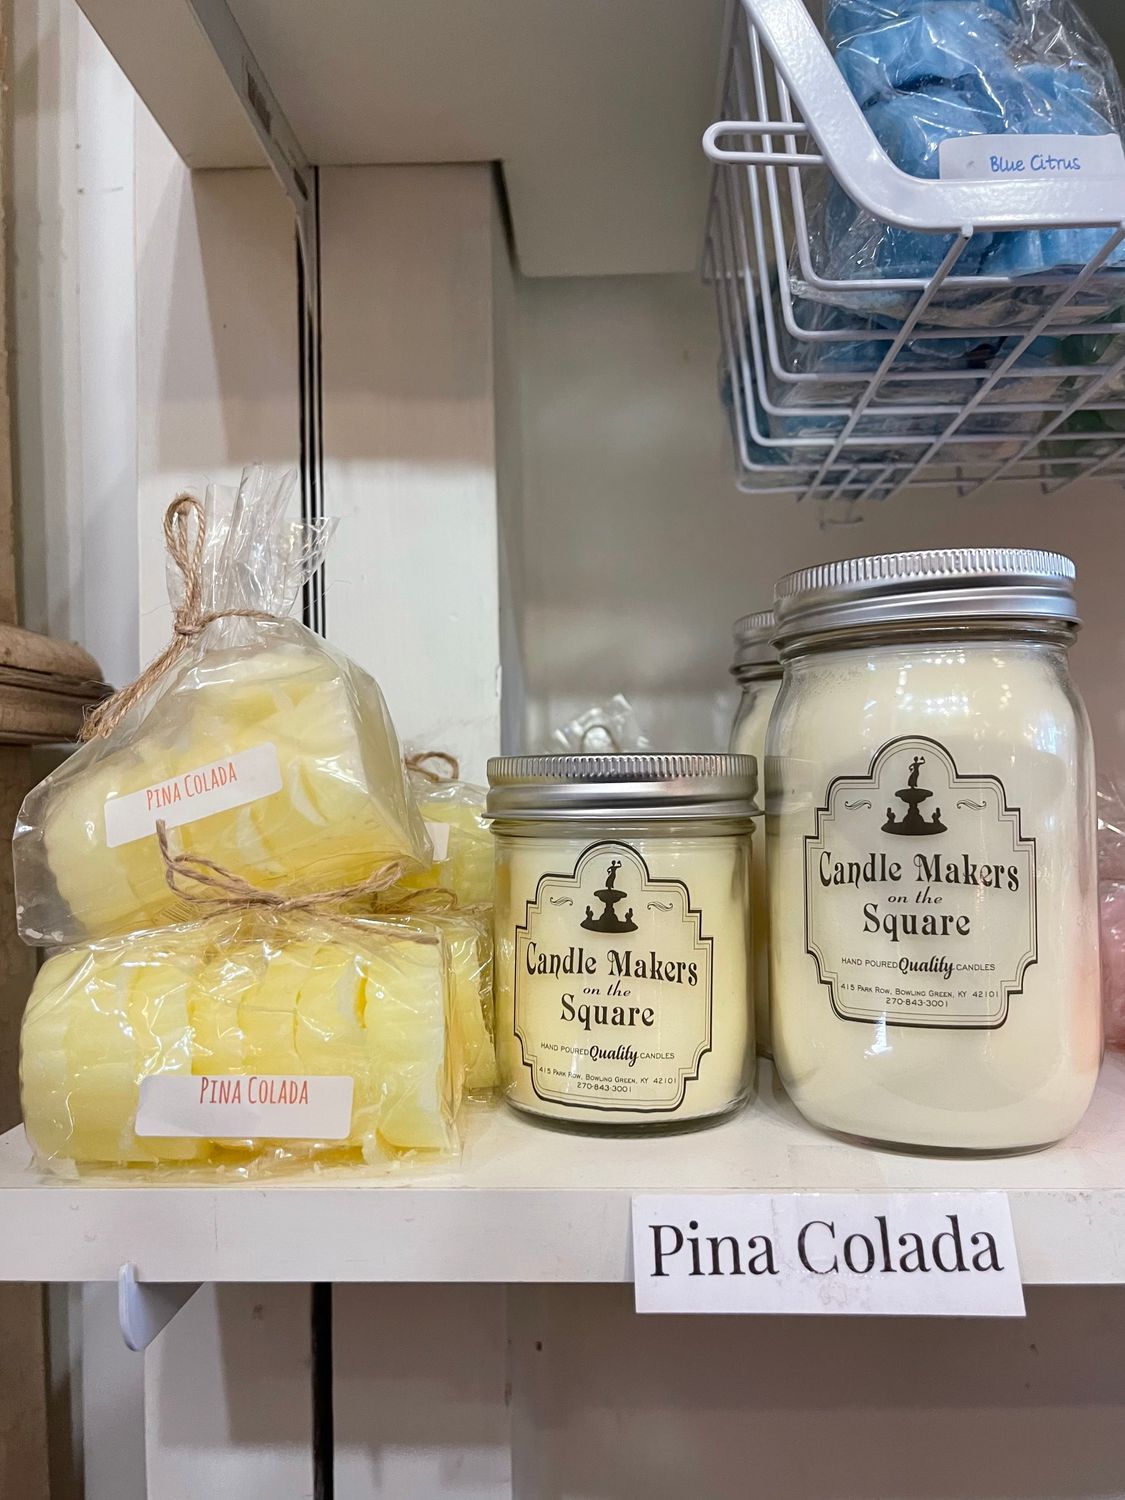 Blue Citrus
PINA COLADA
PINA COLADA
Candle Makers
on the
Square
HAND POURED Quality CANDLES
415 PARK ROW, BOWLING GREEN, KY 42101
270-843-3001
Candle Makers
on the
Square
HAND POURED Quality CANDLES
415 PARK ROW, BOWLING GREEN, KY 42101
270-843-3001
Pina Colada